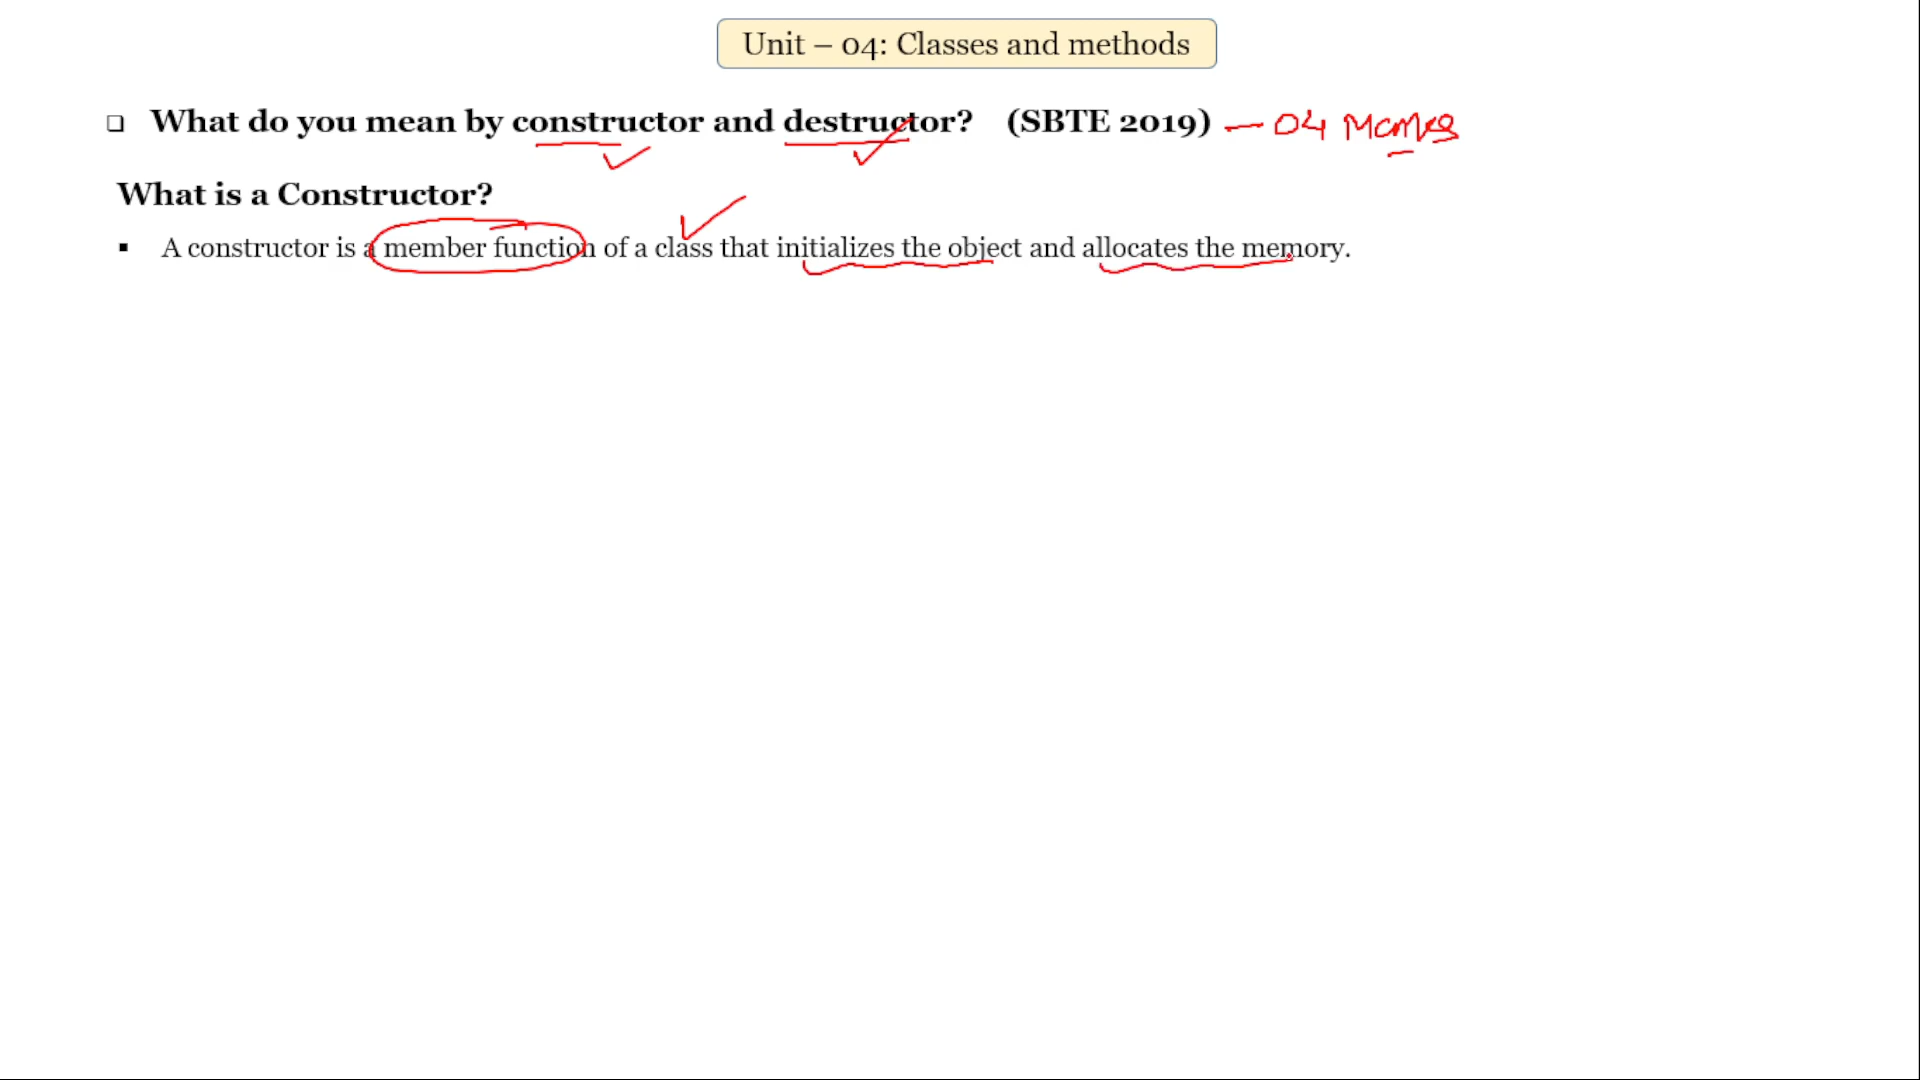 Unit – 04: Classes and methods
What do you mean by constructor and destructor? (SBTE 2019) — 04 Marks
What is a Constructor?
A constructor is a member function of a class that initializes the object and allocates the memory.